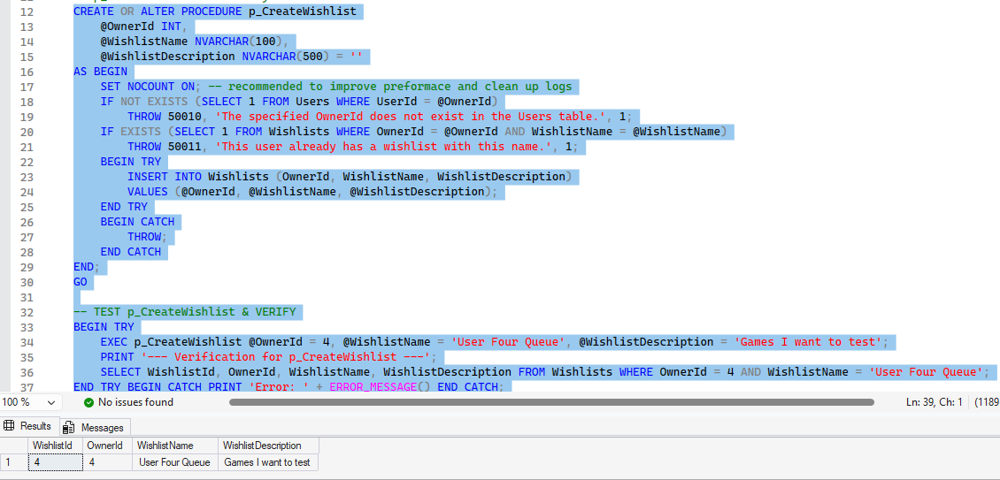 12 CREATE OR ALTER PROCEDURE p_CreateWishlist
13 @OwnerId INT,
14 @WishlistName NVARCHAR(100),
15 @WishlistDescription NVARCHAR(500) = ''
16 AS BEGIN
17 SET NOCOUNT ON; -- recommended to improve preformace and clean up logs
18 IF NOT EXISTS (SELECT 1 FROM Users WHERE UserId = @OwnerId)
19 THROW 50010, 'The specified OwnerId does not exist in the Users table.', 1;
20 IF EXISTS (SELECT 1 FROM Wishlists WHERE OwnerId = @OwnerId AND WishlistName = @WishlistName)
21 THROW 50011, 'This user already has a wishlist with this name.', 1;
22 BEGIN TRY
23 INSERT INTO Wishlists (OwnerId, WishlistName, WishlistDescription)
24 VALUES (@OwnerId, @WishlistName, @WishlistDescription);
25 END TRY
26 BEGIN CATCH
27 THROW;
28 END CATCH
29 END;
30 GO
31
32 -- TEST p_CreateWishlist & VERIFY
33 BEGIN TRY
34 EXEC p_CreateWishlist @OwnerId = 4, @WishlistName = 'User Four Queue', @WishlistDescription = 'Games I want to test';
35 PRINT '--- Verification for p_CreateWishlist ---';
36 SELECT WishlistId, OwnerId, WishlistName, WishlistDescription FROM Wishlists WHERE OwnerId = 4 AND WishlistName = 'User Four Queue';
37 END TRY BEGIN CATCH PRINT 'Error: ' + ERROR_MESSAGE() END CATCH;
100 % No issues found Ln: 39, Ch: 1 (1189
Results Messages
WishlistId OwnerId WishlistName WishlistDescription
1 4 4 User Four Queue Games I want to test